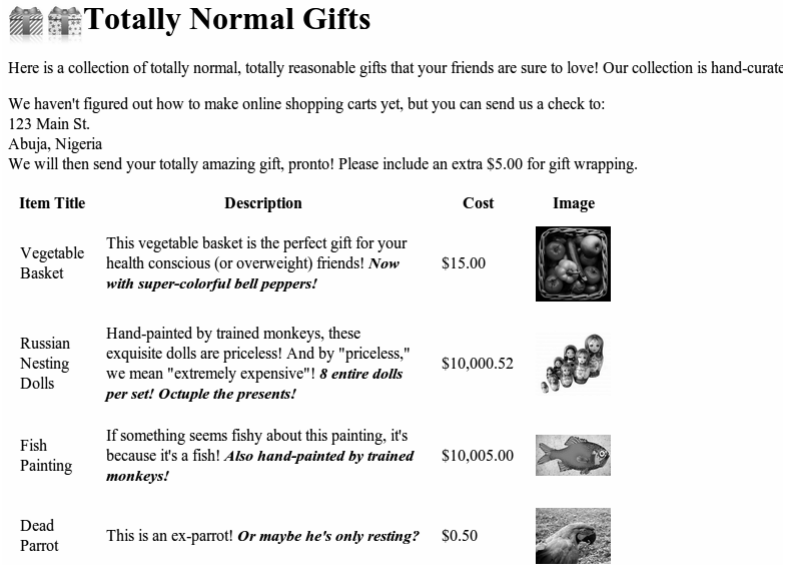 Totally Normal Gifts
Here is a collection of totally normal, totally reasonable gifts that your friends are sure to love! Our collection is hand-curate
We haven't figured out how to make online shopping carts yet, but you can send us a check to:
123 Main St.
Abuja, Nigeria
We will then send your totally amazing gift, pronto! Please include an extra $5.00 for gift wrapping.
Item Title Description Cost Image
Vegetable
Basket
This vegetable basket is the perfect gift for your
health conscious (or overweight) friends! Now
with super-colorful bell peppers!
$15.00
Russian
Nesting
Dolls
Hand-painted by trained monkeys, these
exquisite dolls are priceless! And by "priceless,"
we mean "extremely expensive"! 8 entire dolls
per set! Octuple the presents!
$10,000.52
Fish
Painting
If something seems fishy about this painting, it's
because it's a fish! Also hand-painted by trained
monkeys!
$10,005.00
Dead
Parrot
This is an ex-parrot! Or maybe he's only resting?
$0.50